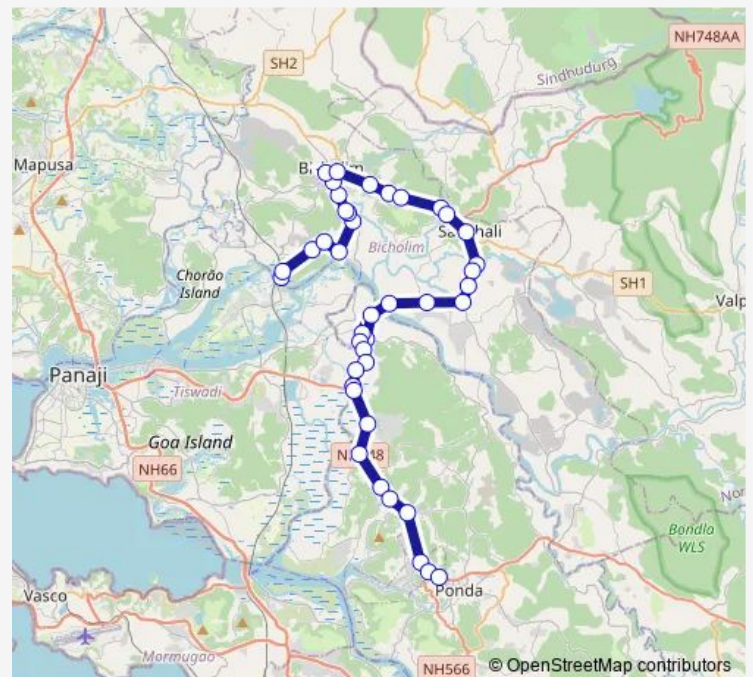 NH748AA
SH2
Sindhudurg
Mapusa
Bicholim
Sanquelim
Chorão
Island
SH1
Valp
Panaji
Tiswadi
Goa Island
NH66
Bondla
WLS
Ponda
Vasco
Mormugao
NH566
© OpenStreetMap contributors